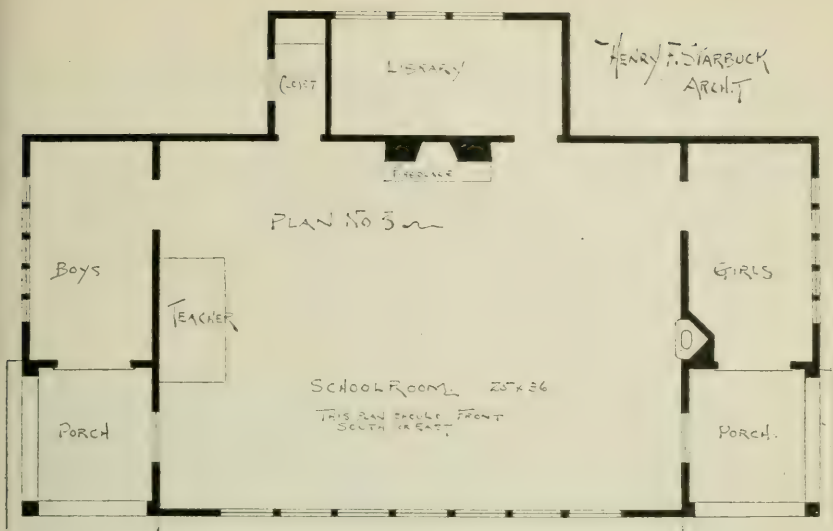 HENRY F. STARBUCK
ARCH.T
LIBRARY
CLOSET
FIREPLACE
PLAN NO 3
BOYS
GIRLS
TEACHER
SCHOOL ROOM 25 x 36
THIS PLAN SHOULD FRONT
SOUTH OR EAST
PORCH
PORCH.